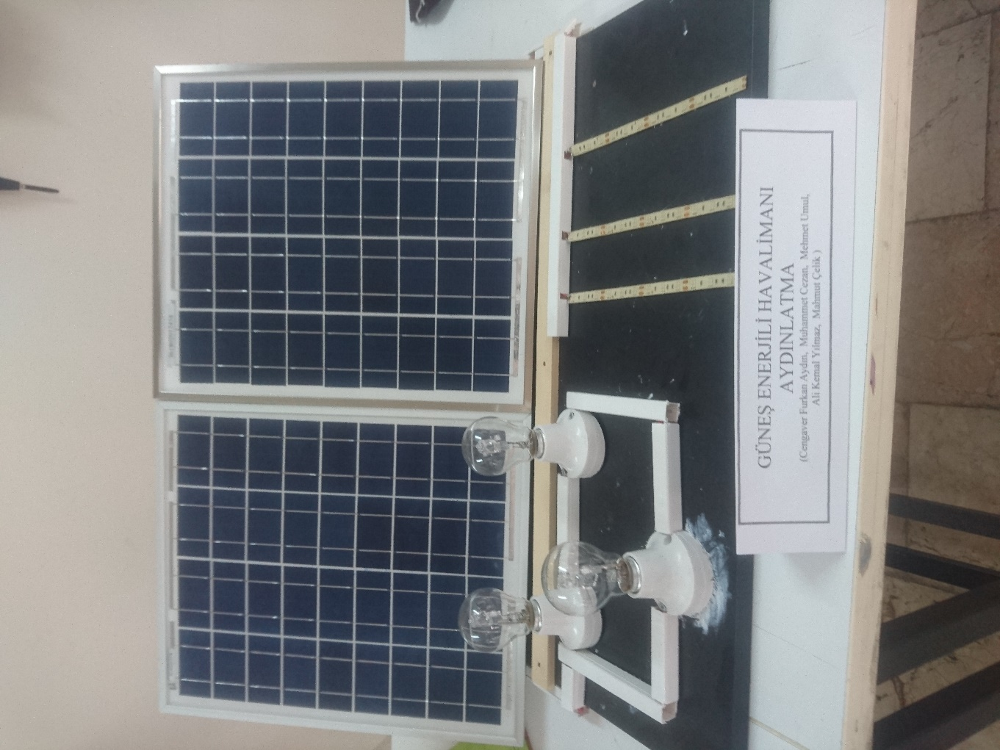 GÜNEŞ ENERJİLİ HAVALİMANI
AYDINLATMA
(Cengaver Furkan Aydın, Muhammet Cezan, Mehmet Umul,
Ali Kemal Yılmaz, Mahmut Çelik )